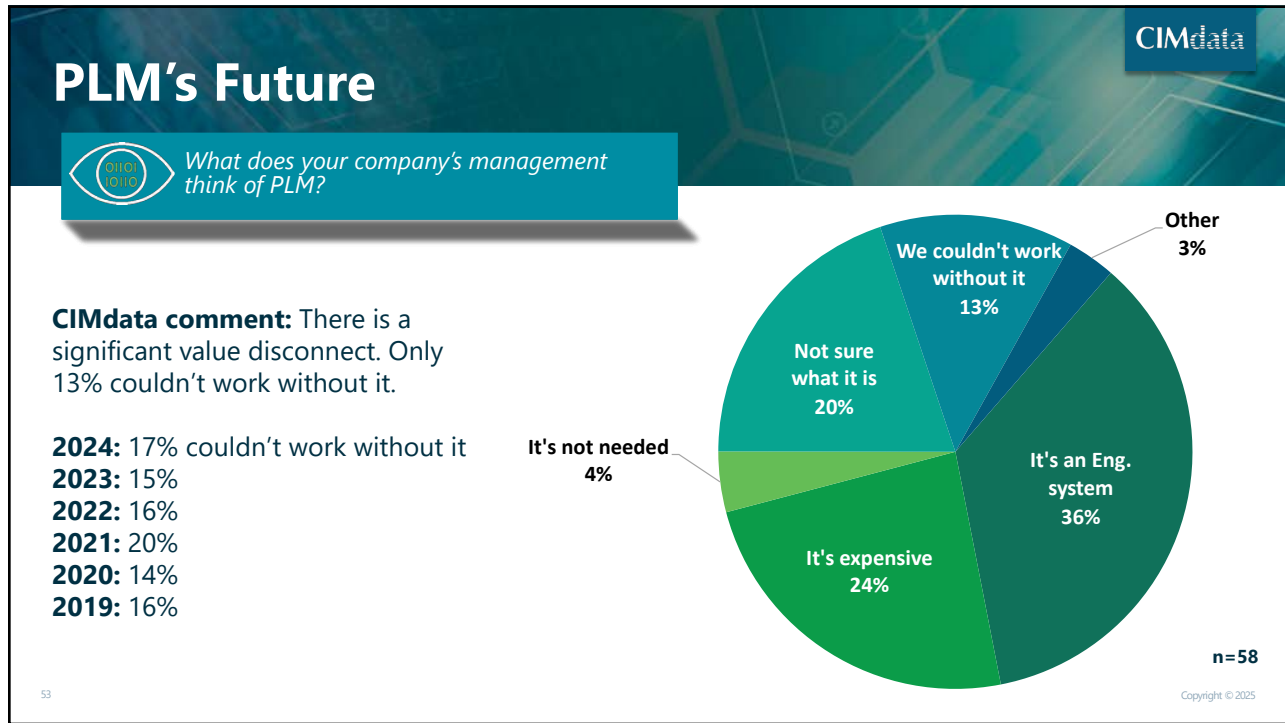 CIMdata
PLM's Future
01101
10110
What does your company's management
think of PLM?
CIMdata comment: There is a
significant value disconnect. Only
13% couldn't work without it.
2024: 17% couldn't work without it
2023: 15%
2022: 16%
2021: 20%
2020: 14%
2019: 16%
Other
3%
We couldn't work
without it
13%
Not sure
what it is
20%
It's not needed
4%
It's an Eng.
system
36%
It's expensive
24%
n=58
53
Copyright © 2025